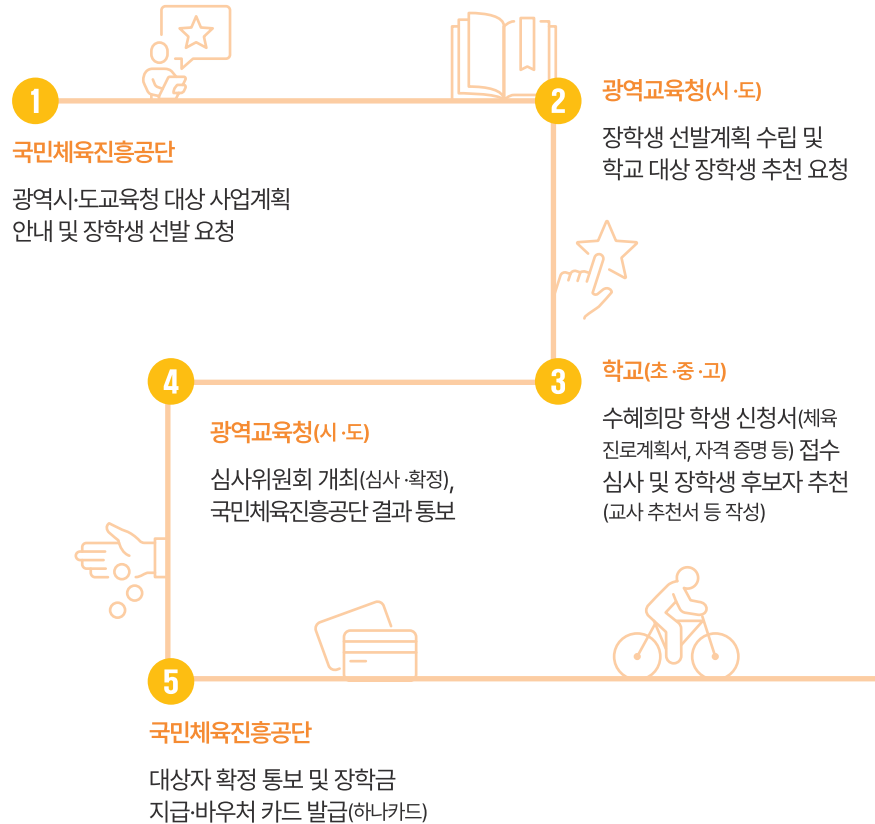 1
국민체육진흥공단
광역시·도교육청 대상 사업계획
안내 및 장학생 선발 요청
2
광역교육청(시·도)
장학생 선발계획 수립 및
학교 대상 장학생 추천 요청
3
학교(초·중·고)
수혜희망 학생 신청서(체육
진로계획서, 자격 증명 등) 접수
심사 및 장학생 후보자 추천
(교사 추천서 등 작성)
4
광역교육청(시·도)
심사위원회 개최(심사·확정),
국민체육진흥공단 결과 통보
5
국민체육진흥공단
대상자 확정 통보 및 장학금
지급·바우처 카드 발급(하나카드)